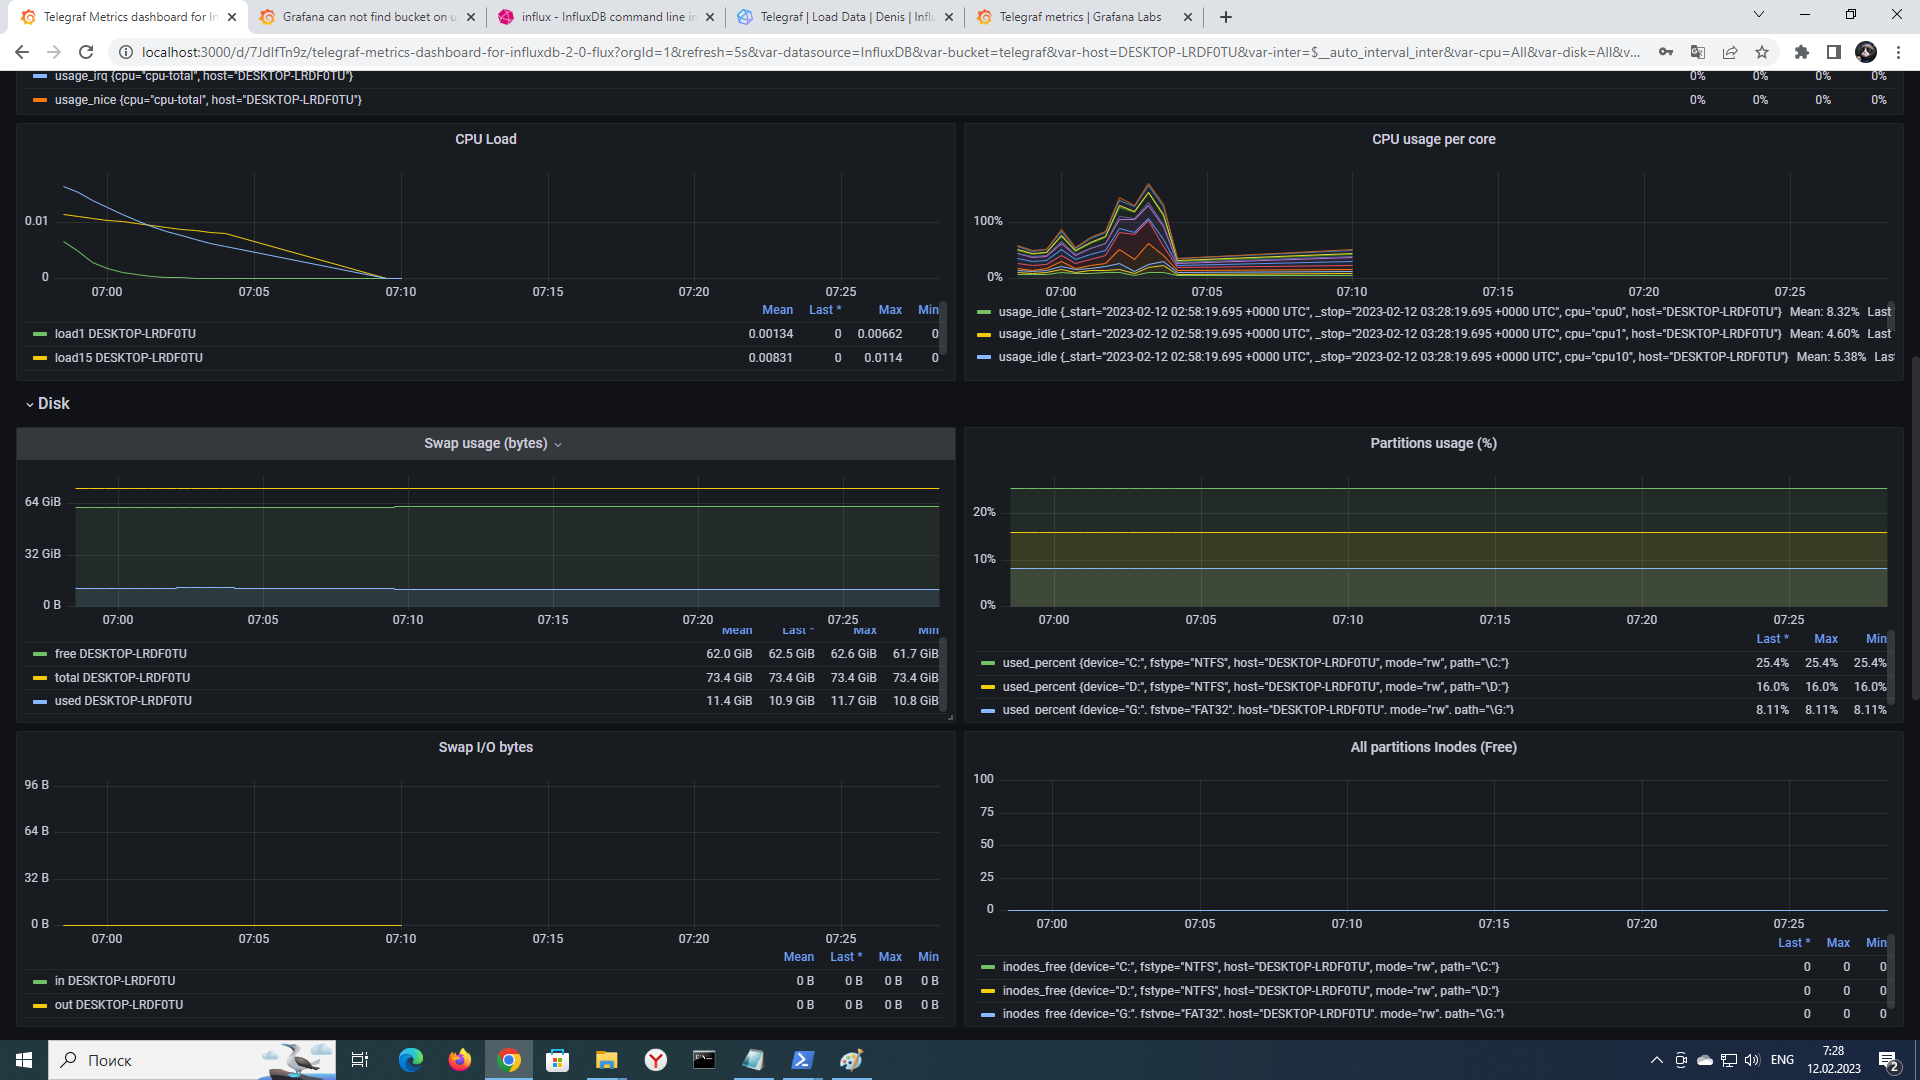 Telegraf Metrics dashboard for In
Grafana can not find bucket on u
influx - InfluxDB command line in
Telegraf | Load Data | Denis | Influ
Telegraf metrics | Grafana Labs
localhost:3000/d/7JdIfTn9z/telegraf-metrics-dashboard-for-influxdb-2-0-flux?orgId=1&refresh=5s&var-datasource=InfluxDB&var-bucket=telegraf&var-host=DESKTOP-LRDF0TU&var-inter=$__auto_interval_inter&var-cpu=All&var-disk=All&v...
usage_irq {cpu="cpu-total", host="DESKTOP-LRDF0TU"} 0% 0% 0% 0%
usage_nice {cpu="cpu-total", host="DESKTOP-LRDF0TU"} 0% 0% 0% 0%
CPU Load
0.01
0
07:00 07:05 07:10 07:15 07:20 07:25
Mean Last * Max Min
load1 DESKTOP-LRDF0TU 0.00134 0 0.00662 0
load15 DESKTOP-LRDF0TU 0.00831 0 0.0114 0
CPU usage per core
100%
0%
07:00 07:05 07:10 07:15 07:20 07:25
usage_idle {_start="2023-02-12 02:58:19.695 +0000 UTC", _stop="2023-02-12 03:28:19.695 +0000 UTC", cpu="cpu0", host="DESKTOP-LRDF0TU"} Mean: 8.32% Last
usage_idle {_start="2023-02-12 02:58:19.695 +0000 UTC", _stop="2023-02-12 03:28:19.695 +0000 UTC", cpu="cpu1", host="DESKTOP-LRDF0TU"} Mean: 4.60% Last
usage_idle {_start="2023-02-12 02:58:19.695 +0000 UTC", _stop="2023-02-12 03:28:19.695 +0000 UTC", cpu="cpu10", host="DESKTOP-LRDF0TU"} Mean: 5.38% Las
Disk
Swap usage (bytes)
64 GiB
32 GiB
0 B
07:00 07:05 07:10 07:15 07:20 07:25
Mean Last * Max Min
free DESKTOP-LRDF0TU 62.0 GiB 62.5 GiB 62.6 GiB 61.7 GiB
total DESKTOP-LRDF0TU 73.4 GiB 73.4 GiB 73.4 GiB 73.4 GiB
used DESKTOP-LRDF0TU 11.4 GiB 10.9 GiB 11.7 GiB 10.8 GiB
Partitions usage (%)
20%
10%
0%
07:00 07:05 07:10 07:15 07:20 07:25
Last * Max Min
used_percent {device="C:", fstype="NTFS", host="DESKTOP-LRDF0TU", mode="rw", path="\C:"} 25.4% 25.4% 25.4%
used_percent {device="D:", fstype="NTFS", host="DESKTOP-LRDF0TU", mode="rw", path="\D:"} 16.0% 16.0% 16.0%
used_percent {device="G:", fstype="FAT32", host="DESKTOP-LRDF0TU", mode="rw", path="\G:"} 8.11% 8.11% 8.11%
Swap I/O bytes
96 B
64 B
32 B
0 B
07:00 07:05 07:10 07:15 07:20 07:25
Mean Last * Max Min
in DESKTOP-LRDF0TU 0 B 0 B 0 B 0 B
out DESKTOP-LRDF0TU 0 B 0 B 0 B 0 B
All partitions Inodes (Free)
100
75
50
25
0
07:00 07:05 07:10 07:15 07:20 07:25
Last * Max Min
inodes_free {device="C:", fstype="NTFS", host="DESKTOP-LRDF0TU", mode="rw", path="\C:"} 0 0 0
inodes_free {device="D:", fstype="NTFS", host="DESKTOP-LRDF0TU", mode="rw", path="\D:"} 0 0 0
inodes_free {device="G:", fstype="FAT32", host="DESKTOP-LRDF0TU", mode="rw", path="\G:"} 0 0 0
Поиск
ENG
7:28
12.02.2023
2